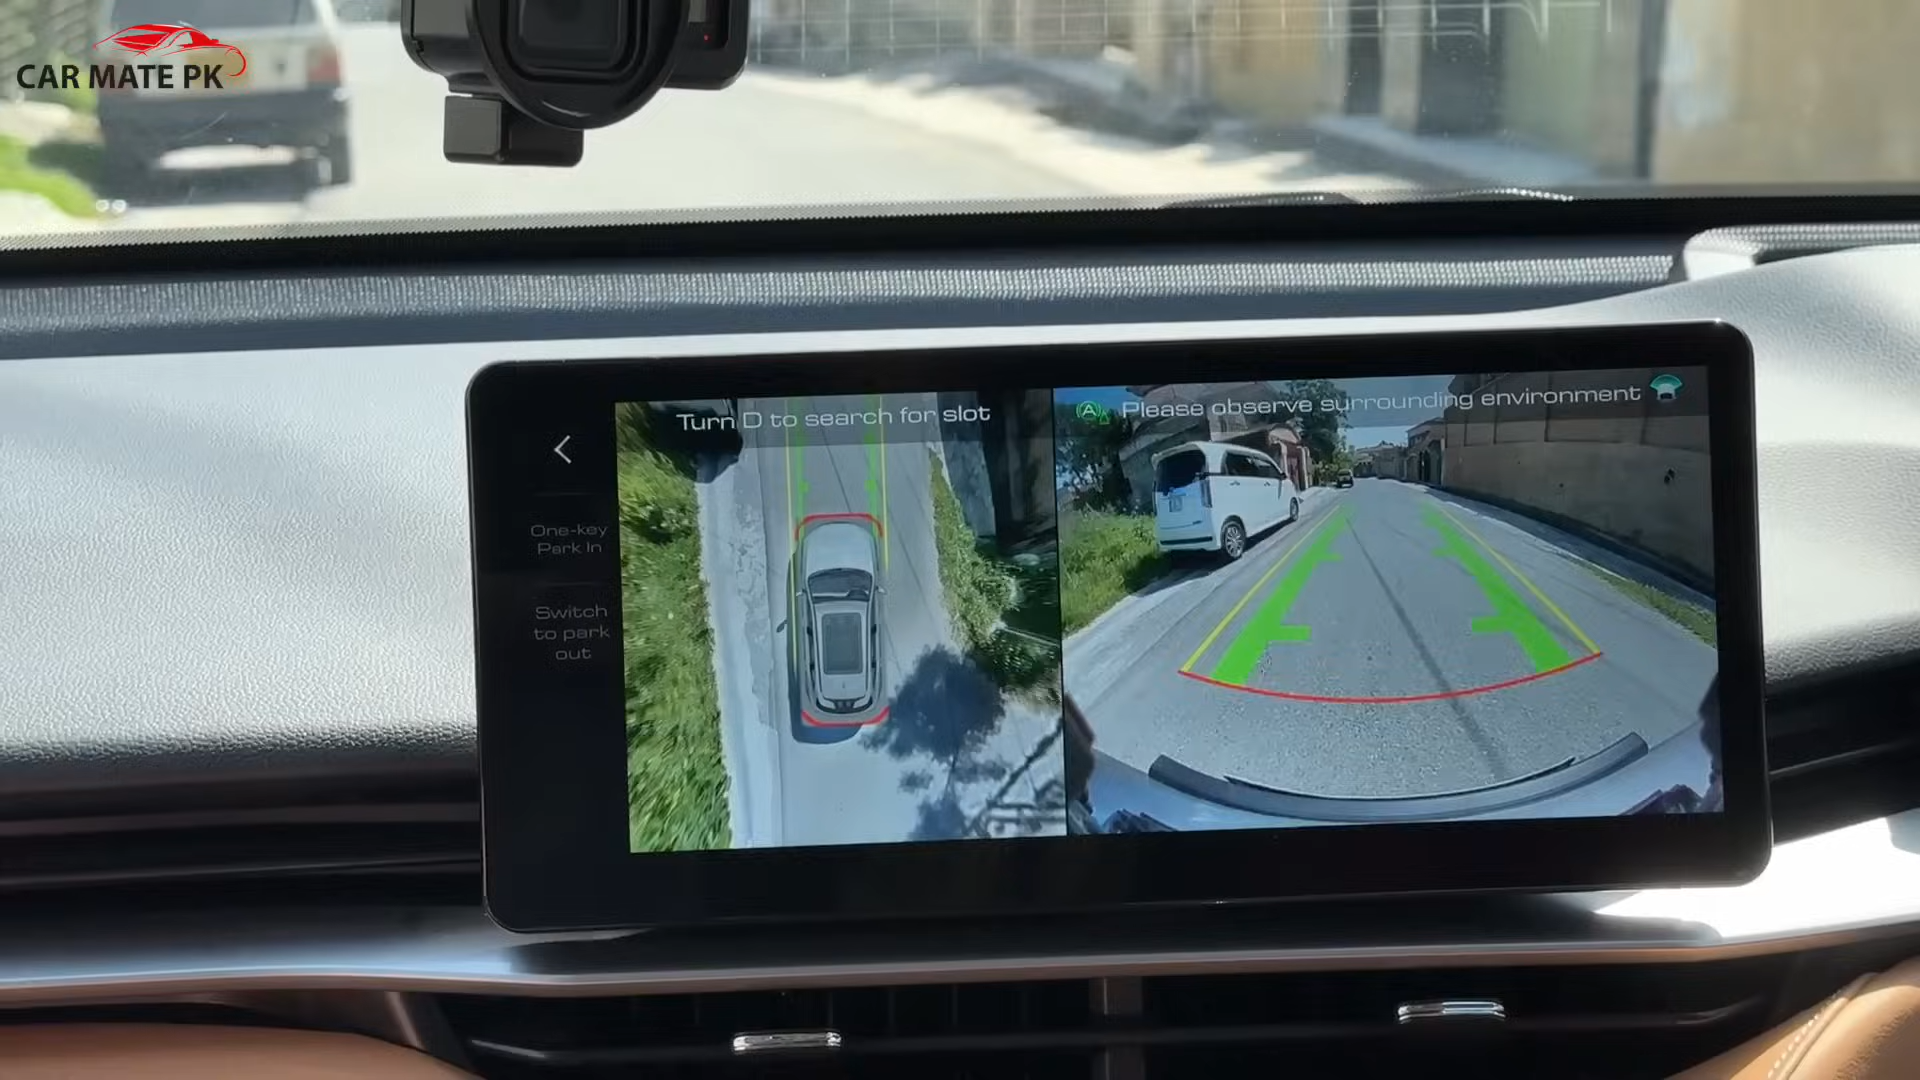 CAR MATE PK
Turn D to search for slot
A Please observe surrounding environment
One-key
Park In
Switch
to park
out